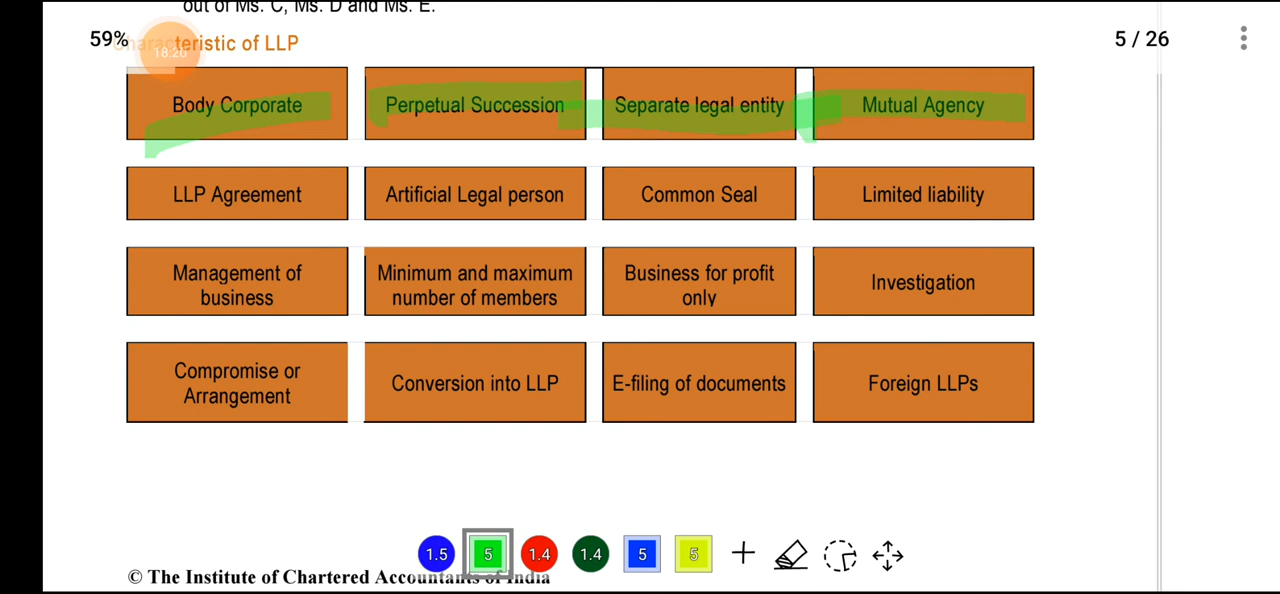 out of Ms. C, Ms. D and Ms. E.
59%
18:20
teristic of LLP
5 / 26
Body Corporate
Perpetual Succession
Separate legal entity
Mutual Agency
LLP Agreement
Artificial Legal person
Common Seal
Limited liability
Management of
business
Minimum and maximum
number of members
Business for profit
only
Investigation
Compromise or
Arrangement
Conversion into LLP
E-filing of documents
Foreign LLPs
1.5
5
1.4
1.4
5
5
© The Institute of Chartered Accountants of India